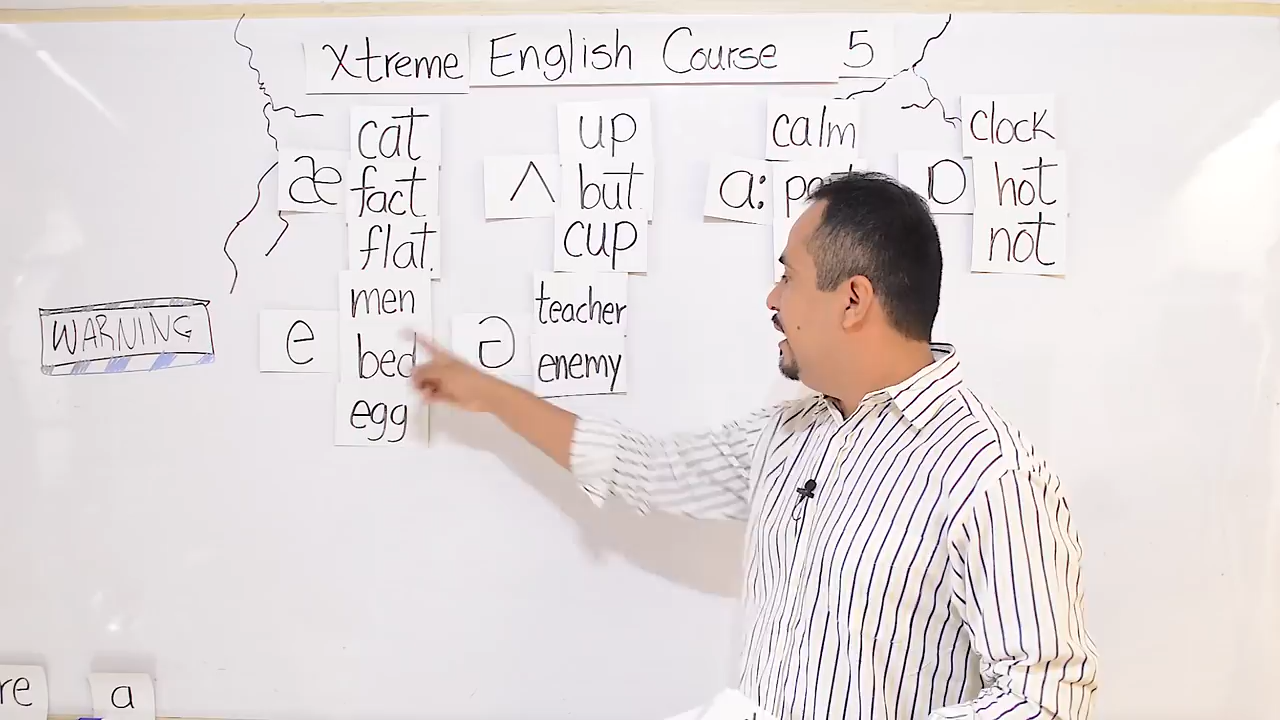 Xtreme English Course 5
æ
cat
fact
flat
ʌ
up
but
cup
ɑ:
calm
ɒ
clock
hot
not
WARNING
e
men
bed
egg
ə
teacher
enemy
re
a